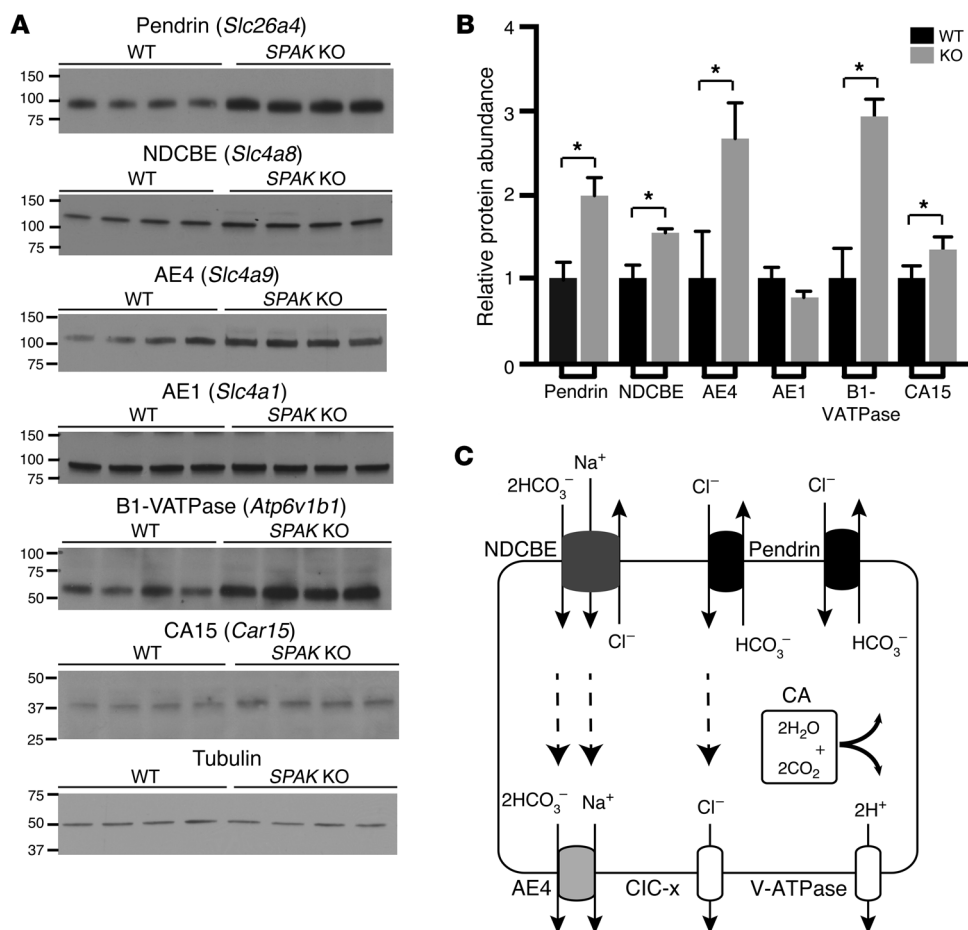 A
Pendrin (Slc26a4)
WT SPAK KO
150
100
75
NDCBE (Slc4a8)
WT SPAK KO
150
100
75
AE4 (Slc4a9)
WT SPAK KO
150
100
75
AE1 (Slc4a1)
WT SPAK KO
150
100
75
B1-VATPase (Atp6v1b1)
WT SPAK KO
100
75
50
CA15 (Car15)
WT SPAK KO
50
37
25
Tubulin
WT SPAK KO
75
50
37
B
Relative protein abundance
4
3
2
1
0
WT
KO
* * * * *
Pendrin NDCBE AE4 AE1 B1-VATPase CA15
C
2HCO₃⁻ Na⁺ Cl⁻ Cl⁻
NDCBE Pendrin
Cl⁻ HCO₃⁻ HCO₃⁻
CA
2H₂O
+
2CO₂
2HCO₃⁻ Na⁺ Cl⁻ 2H⁺
AE4 CIC-x V-ATPase